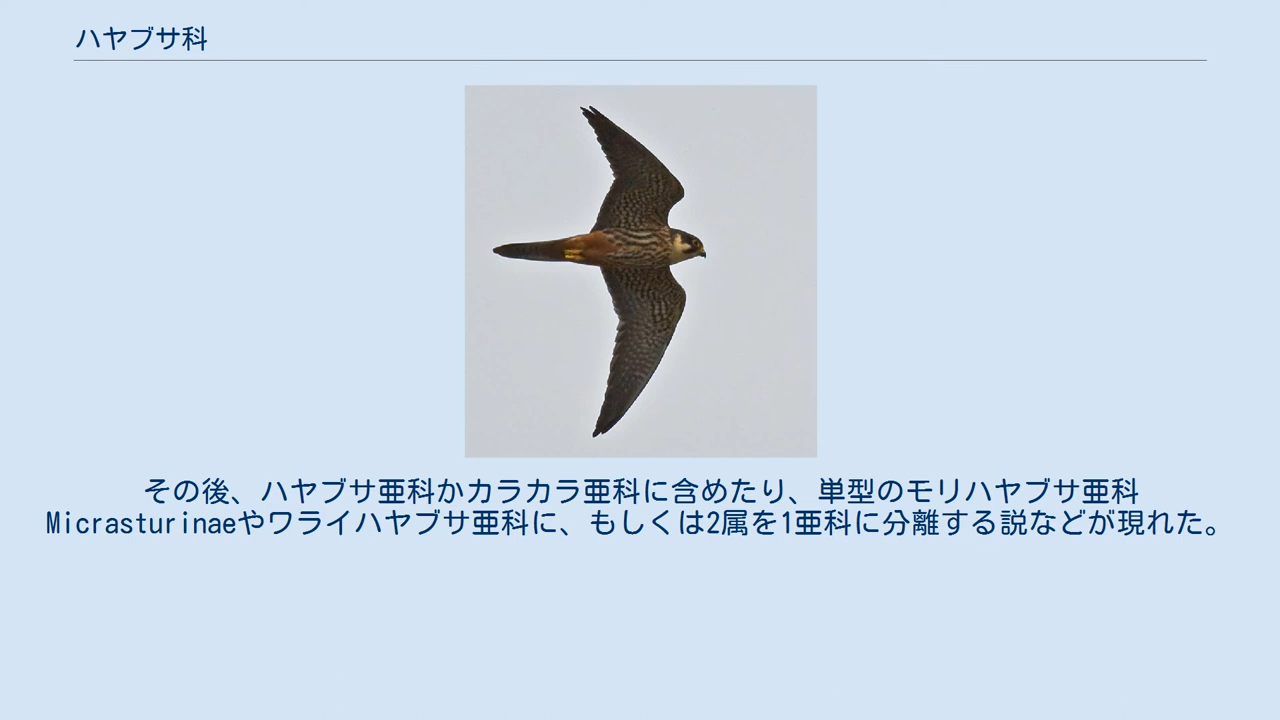 ハヤブサ科
その後、ハヤブサ亜科かカラカラ亜科に含めたり、単型のモリハヤブサ亜科
Micrasturinaeやワライハヤブサ亜科に、もしくは2属を1亜科に分離する説などが現れた。